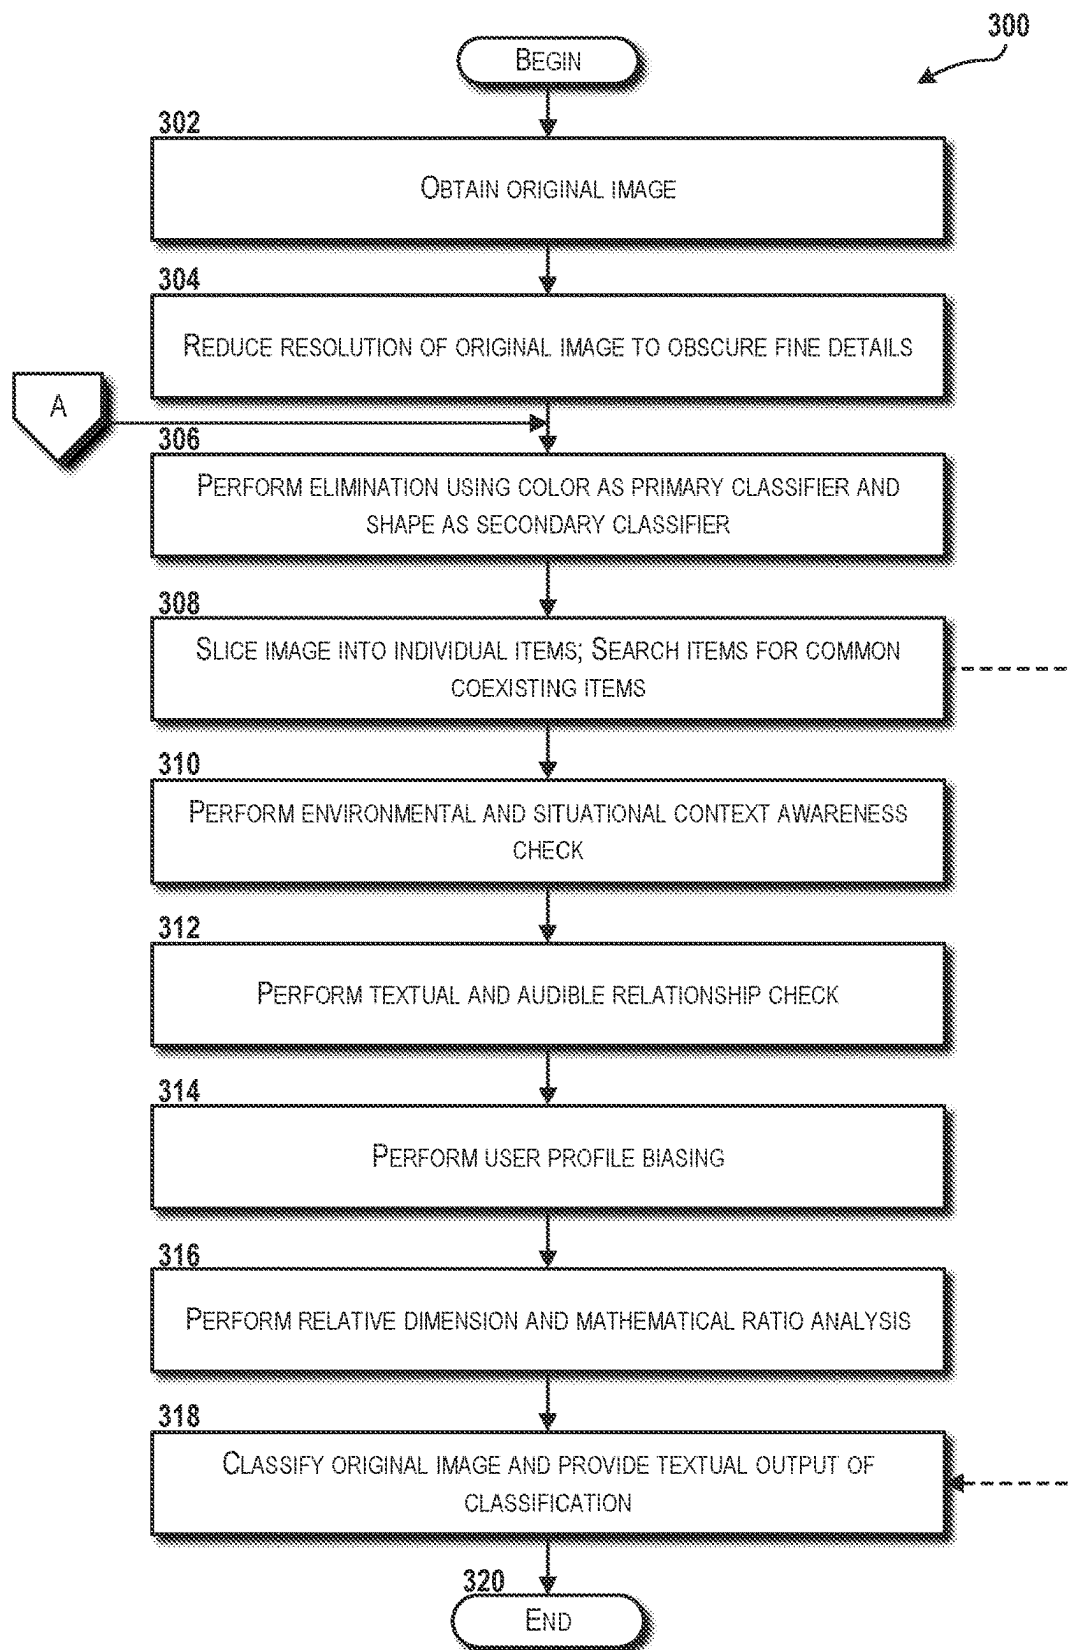 300
BEGIN
302
OBTAIN ORIGINAL IMAGE
304
REDUCE RESOLUTION OF ORIGINAL IMAGE TO OBSCURE FINE DETAILS
A
306
PERFORM ELIMINATION USING COLOR AS PRIMARY CLASSIFIER AND
SHAPE AS SECONDARY CLASSIFIER
308
SLICE IMAGE INTO INDIVIDUAL ITEMS; SEARCH ITEMS FOR COMMON
COEXISTING ITEMS
310
PERFORM ENVIRONMENTAL AND SITUATIONAL CONTEXT AWARENESS
CHECK
312
PERFORM TEXTUAL AND AUDIBLE RELATIONSHIP CHECK
314
PERFORM USER PROFILE BIASING
316
PERFORM RELATIVE DIMENSION AND MATHEMATICAL RATIO ANALYSIS
318
CLASSIFY ORIGINAL IMAGE AND PROVIDE TEXTUAL OUTPUT OF
CLASSIFICATION
320
END